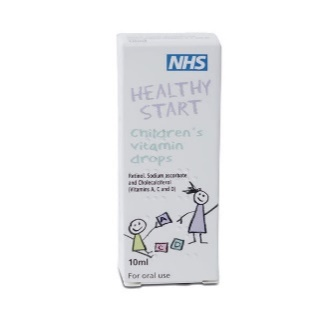 NHS
HEALTHY
START
Children's
vitamin
drops
Retinol, Sodium ascorbate
and Cholecalciferol
(Vitamins A, C and D)
A
C D
10ml
For oral use